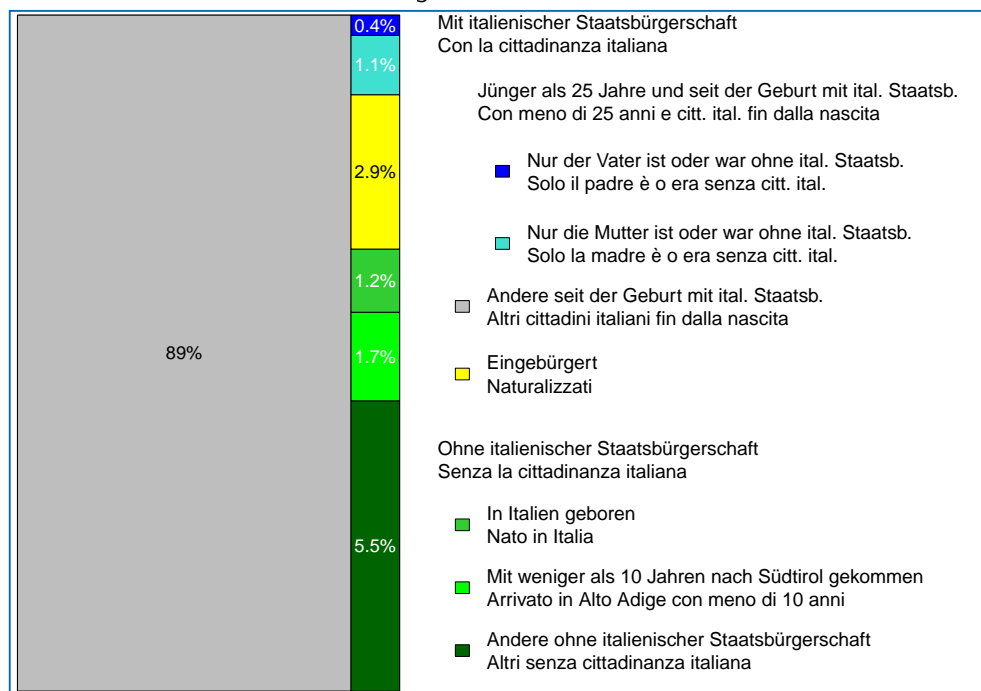 0.4%
1.1%
2.9%
1.2%
89%
1.7%
5.5%
Mit italienischer Staatsbürgerschaft
Con la cittadinanza italiana
Jünger als 25 Jahre und seit der Geburt mit ital. Staatsb.
Con meno di 25 anni e citt. ital. fin dalla nascita
Nur der Vater ist oder war ohne ital. Staatsb.
Solo il padre è o era senza citt. ital.
Nur die Mutter ist oder war ohne ital. Staatsb.
Solo la madre è o era senza citt. ital.
Andere seit der Geburt mit ital. Staatsb.
Altri cittadini italiani fin dalla nascita
Eingebürgert
Naturalizzati
Ohne italienischer Staatsbürgerschaft
Senza la cittadinanza italiana
In Italien geboren
Nato in Italia
Mit weniger als 10 Jahren nach Südtirol gekommen
Arrivato in Alto Adige con meno di 10 anni
Andere ohne italienischer Staatsbürgerschaft
Altri senza cittadinanza italiana